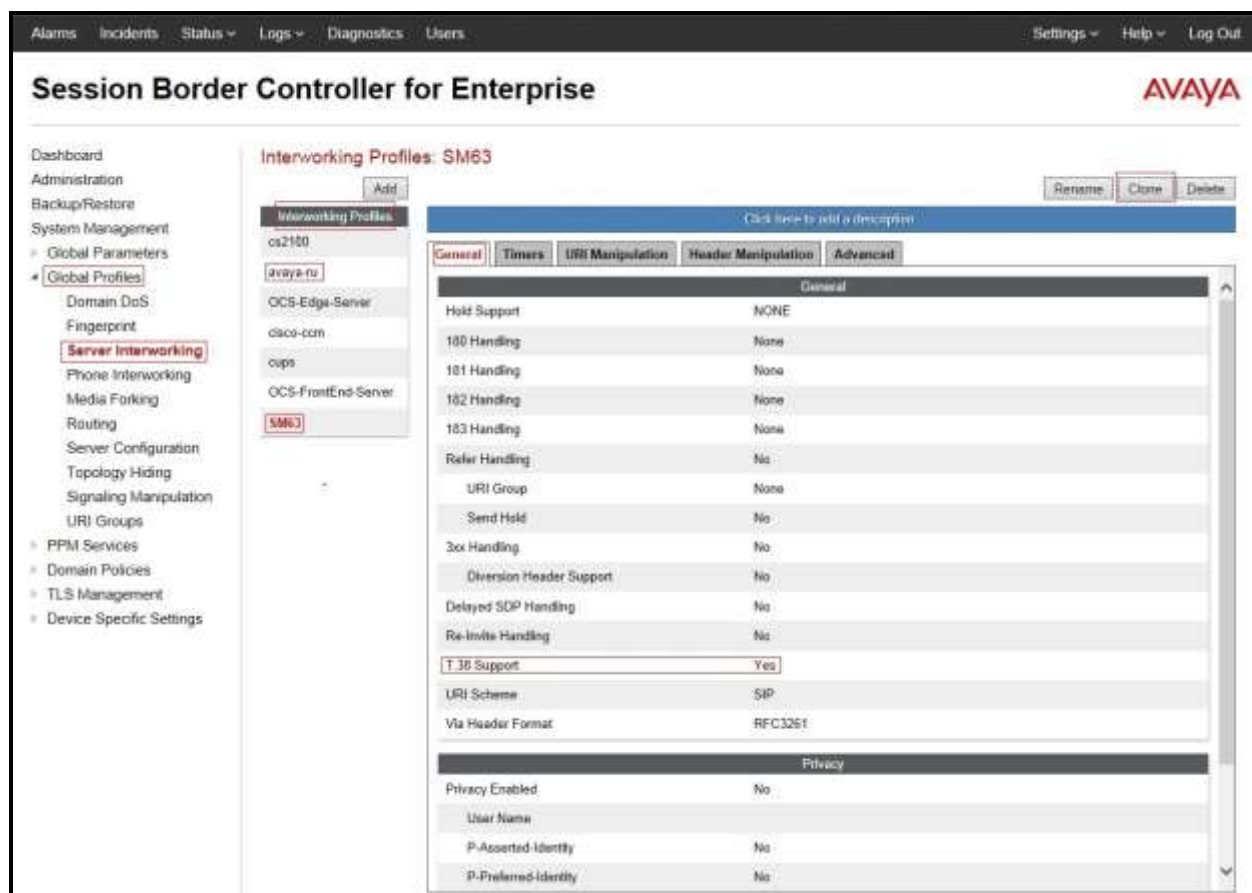 Alarms Incidents Status Logs Diagnostics Users Settings Help Log Out
Session Border Controller for Enterprise
AVAYA
Dashboard
Administration
Backup/Restore
System Management
Global Parameters
Global Profiles
Domain DoS
Fingerprint
Server Interworking
Phone Interworking
Media Forking
Routing
Server Configuration
Topology Hiding
Signaling Manipulation
URI Groups
PPM Services
Domain Policies
TLS Management
Device Specific Settings
Interworking Profiles: SM63
Add
Rename Clone Delete
Interworking Profiles
cs2100
avaya-ru
OCS-Edge-Server
cisco-ccm
cups
OCS-FrontEnd-Server
SM63
Click here to add a description
General Timers URI Manipulation Header Manipulation Advanced
General
Hold Support NONE
180 Handling None
181 Handling None
182 Handling None
183 Handling None
Refer Handling No
URI Group None
Send Hold No
3xx Handling No
Diversion Header Support No
Delayed SDP Handling No
Re-Invite Handling No
T.38 Support Yes
URI Scheme SIP
Via Header Format RFC3261
Privacy
Privacy Enabled No
User Name
P-Asserted-Identity No
P-Preferred-Identity No